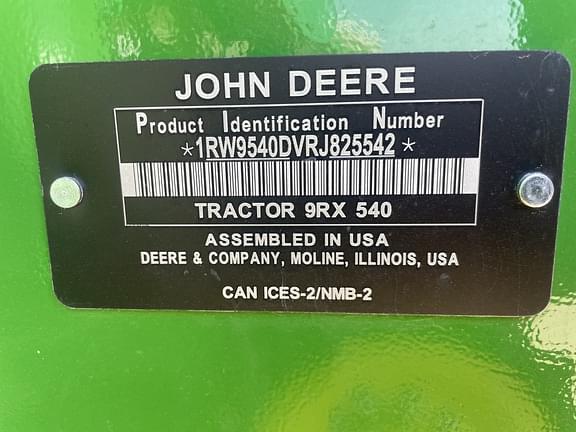 JOHN DEERE
Product Identification Number
*1RW9540DVRJ825542*
TRACTOR 9RX 540
ASSEMBLED IN USA
DEERE & COMPANY, MOLINE, ILLINOIS, USA
CAN ICES-2/NMB-2